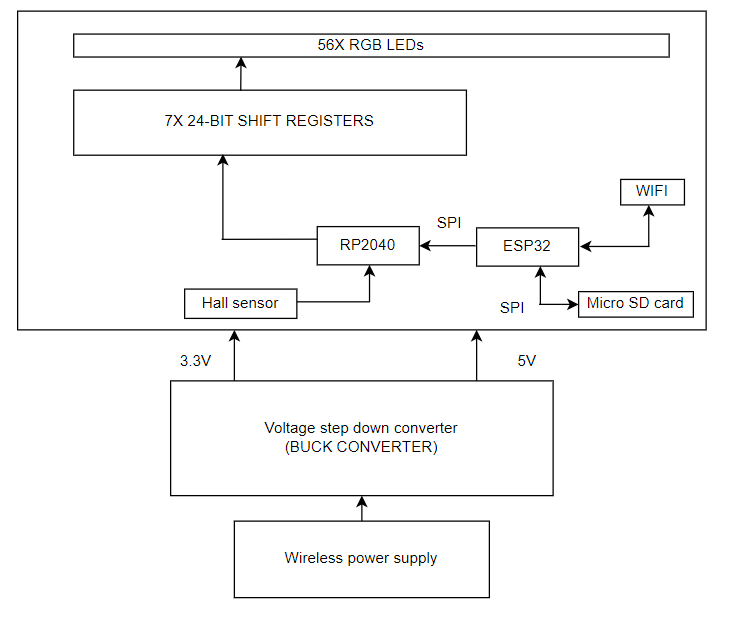 56X RGB LEDs
7X 24-BIT SHIFT REGISTERS
WIFI
SPI
RP2040
ESP32
Hall sensor
Micro SD card
SPI
3.3V
5V
Voltage step down converter
(BUCK CONVERTER)
Wireless power supply